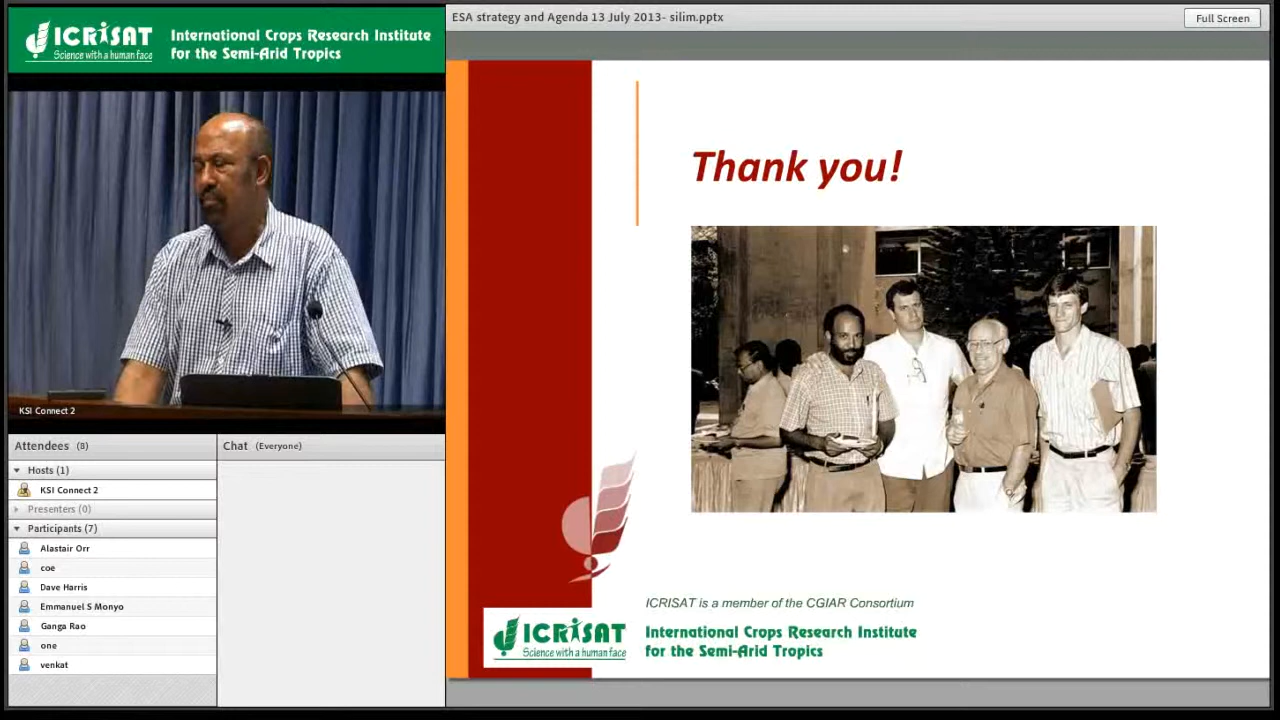 ICRISAT
Science with a human face
International Crops Research Institute
for the Semi-Arid Tropics
KSI Connect 2
Attendees (8)
Hosts (1)
KSI Connect 2
Presenters (0)
Participants (7)
Alastair Orr
coe
Dave Harris
Emmanuel S Monyo
Ganga Rao
one
venkat
Chat (Everyone)
ESA strategy and Agenda 13 July 2013- silim.pptx
Full Screen
Thank you!
ICRISAT is a member of the CGIAR Consortium
ICRISAT
Science with a human face
International Crops Research Institute
for the Semi-Arid Tropics